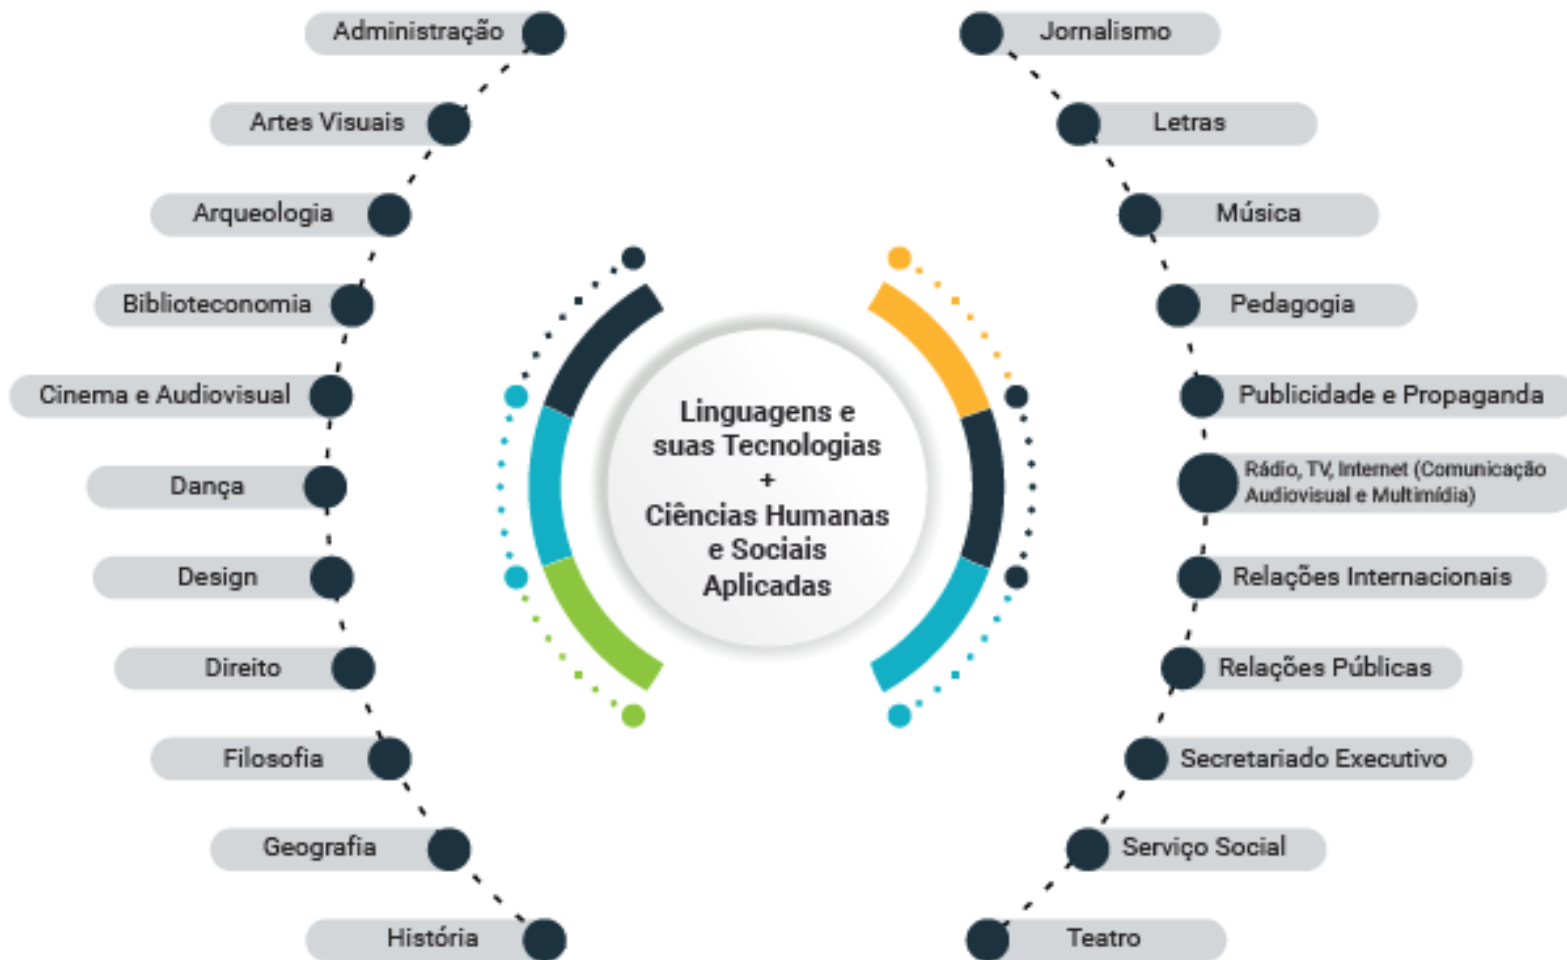 Administração
Artes Visuais
Arqueologia
Biblioteconomia
Cinema e Audiovisual
Dança
Design
Direito
Filosofia
Geografia
História
Linguagens e
suas Tecnologias
+
Ciências Humanas
e Sociais
Aplicadas
Jornalismo
Letras
Música
Pedagogia
Publicidade e Propaganda
Rádio, TV, Internet (Comunicação
Audiovisual e Multimídia)
Relações Internacionais
Relações Públicas
Secretariado Executivo
Serviço Social
Teatro